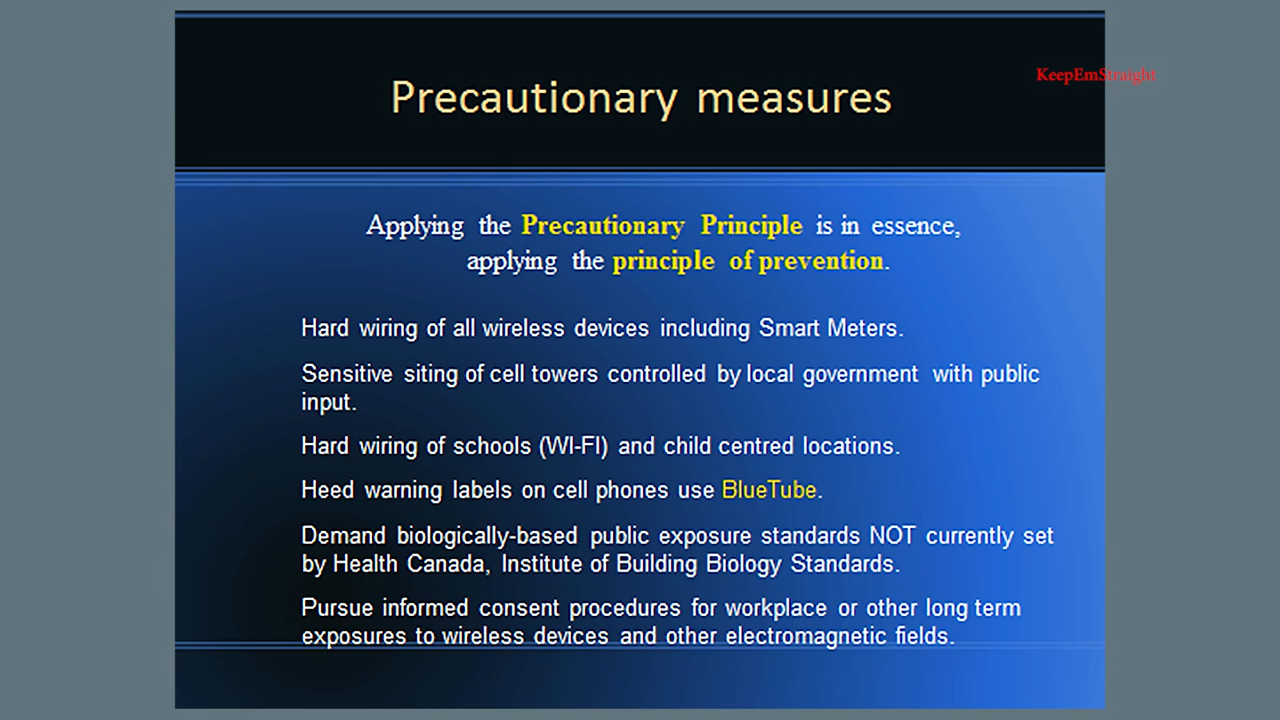 KeepEmStraight
Precautionary measures
Applying the Precautionary Principle is in essence,
applying the principle of prevention.
Hard wiring of all wireless devices including Smart Meters.
Sensitive siting of cell towers controlled by local government with public
input.
Hard wiring of schools (WI-FI) and child centred locations.
Heed warning labels on cell phones use BlueTube.
Demand biologically-based public exposure standards NOT currently set
by Health Canada, Institute of Building Biology Standards.
Pursue informed consent procedures for workplace or other long term
exposures to wireless devices and other electromagnetic fields.